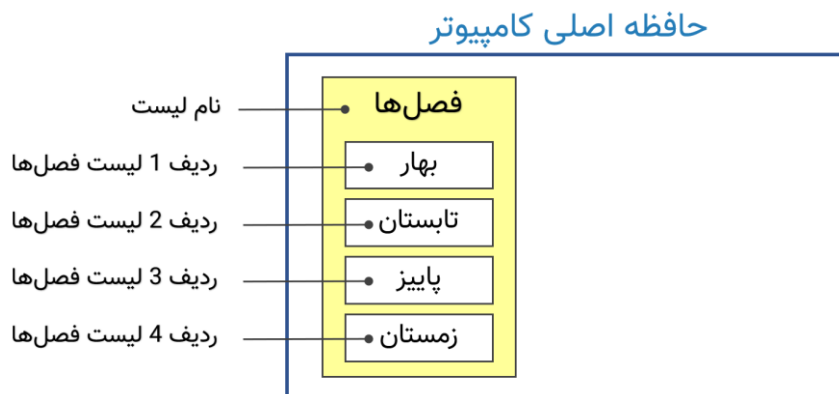 حافظه اصلی کامپیوتر
فصل‌ها
نام لیست
بهار
ردیف 1 لیست فصل‌ها
تابستان
ردیف 2 لیست فصل‌ها
پاییز
ردیف 3 لیست فصل‌ها
زمستان
ردیف 4 لیست فصل‌ها